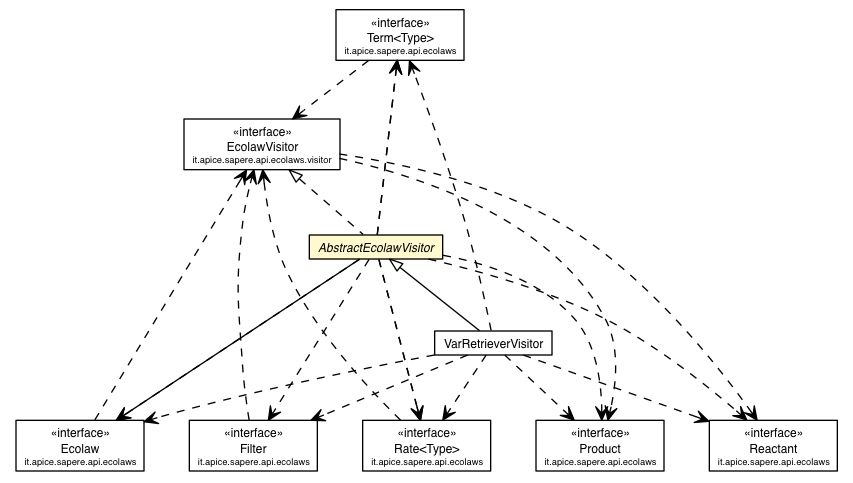 «interface»
Term<Type>
it.apice.sapere.api.ecolaws
«interface»
EcolawVisitor
it.apice.sapere.api.ecolaws.visitor
AbstractEcolawVisitor
VarRetrieverVisitor
«interface»
Ecolaw
it.apice.sapere.api.ecolaws
«interface»
Filter
it.apice.sapere.api.ecolaws
«interface»
Rate<Type>
it.apice.sapere.api.ecolaws
«interface»
Product
it.apice.sapere.api.ecolaws
«interface»
Reactant
it.apice.sapere.api.ecolaws